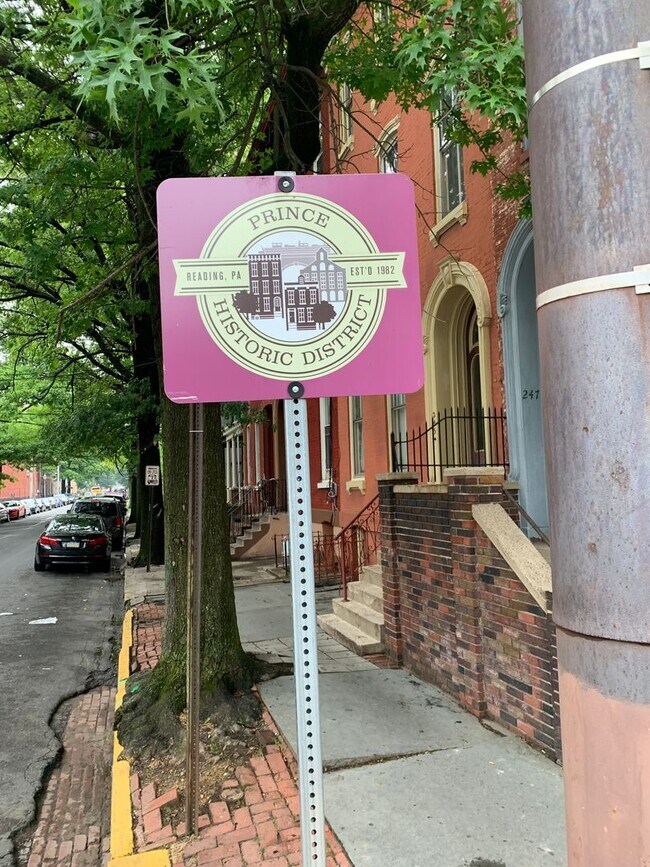 PRINCE
READING, PA EST'D 1982
HISTORIC DISTRICT
247